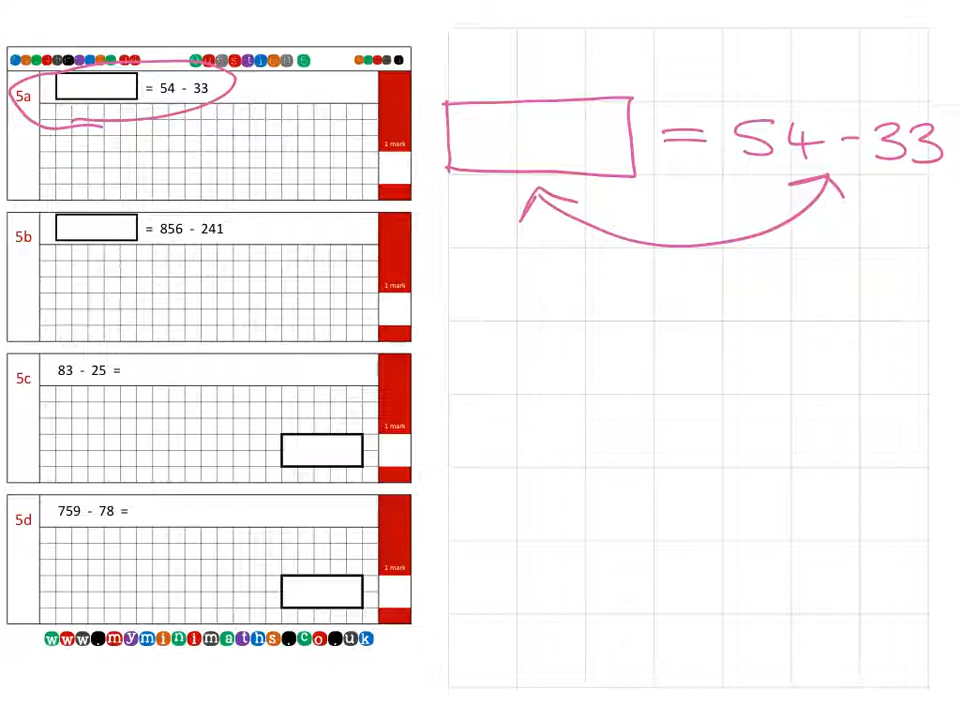 questions
5a
= 54 - 33
1 mark
5b
= 856 - 241
1 mark
5c
83 - 25 =
1 mark
5d
759 - 78 =
1 mark
www.myminimaths.co.uk
= 54 - 33